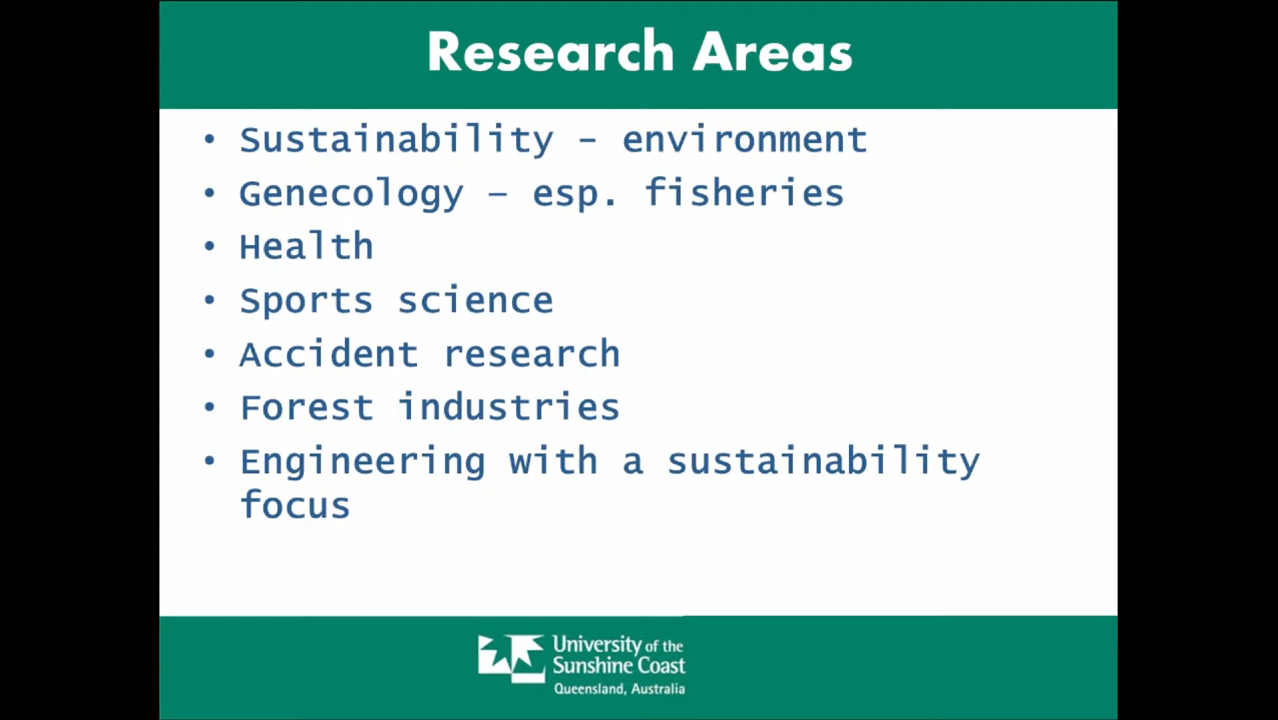 Research Areas
• Sustainability – environment
• Genecology – esp. fisheries
• Health
• Sports science
• Accident research
• Forest industries
• Engineering with a sustainability
focus
University of the
Sunshine Coast
Queensland, Australia